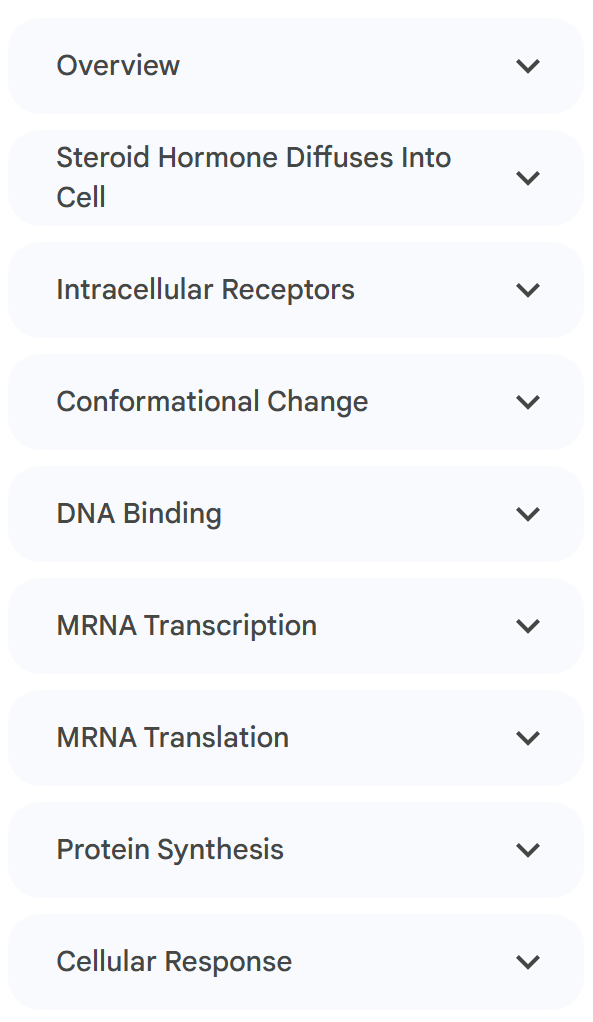 Overview
Steroid Hormone Diffuses Into
Cell
Intracellular Receptors
Conformational Change
DNA Binding
MRNA Transcription
MRNA Translation
Protein Synthesis
Cellular Response